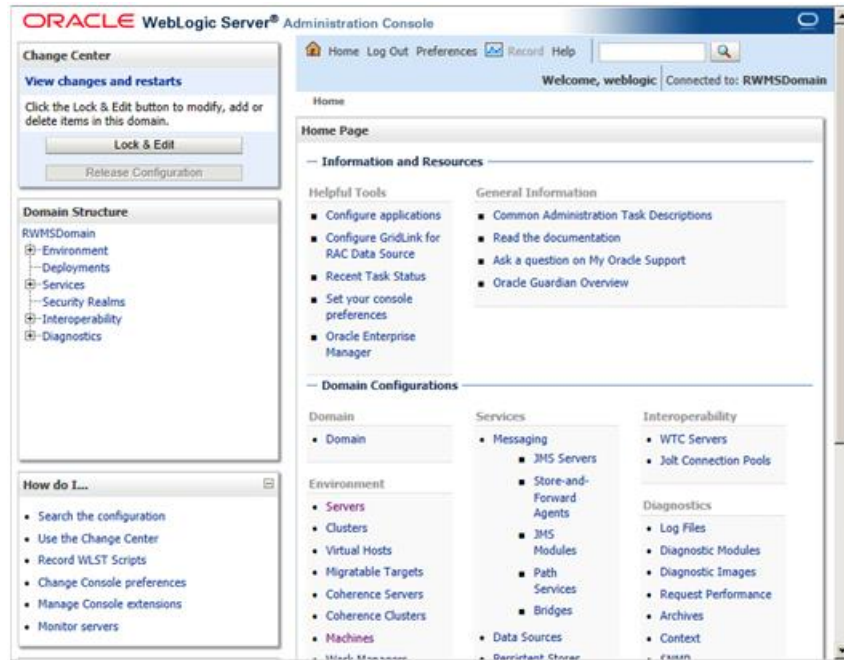 ORACLE WebLogic Server® Administration Console
Change Center
View changes and restarts
Click the Lock & Edit button to modify, add or
delete items in this domain.
Lock & Edit
Release Configuration
Domain Structure
RWMSDomain
Environment
Deployments
Services
Security Realms
Interoperability
Diagnostics
How do I...
Search the configuration
Use the Change Center
Record WLST Scripts
Change Console preferences
Manage Console extensions
Monitor servers
Home Log Out Preferences Record Help
Welcome, weblogic Connected to: RWMSDomain
Home
Home Page
Information and Resources
Helpful Tools
Configure applications
Configure GridLink for
RAC Data Source
Recent Task Status
Set your console
preferences
Oracle Enterprise
Manager
General Information
Common Administration Task Descriptions
Read the documentation
Ask a question on My Oracle Support
Oracle Guardian Overview
Domain Configurations
Domain
Domain
Environment
Servers
Clusters
Virtual Hosts
Migratable Targets
Coherence Servers
Coherence Clusters
Machines
Work Managers
Services
Messaging
JMS Servers
Store-and-
Forward
Agents
JMS
Modules
Path
Services
Bridges
Data Sources
Persistent Stores
Interoperability
WTC Servers
Jolt Connection Pools
Diagnostics
Log Files
Diagnostic Modules
Diagnostic Images
Request Performance
Archives
Context
SNMP